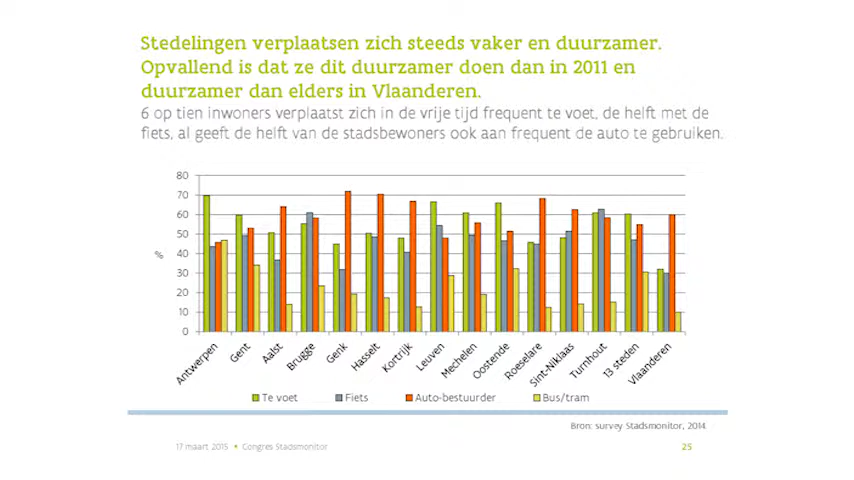 Stedelingen verplaatsen zich steeds vaker en duurzamer.
Opvallend is dat ze dit duurzamer doen dan in 2011 en
duurzamer dan elders in Vlaanderen.
6 op tien inwoners verplaatst zich in de vrije tijd frequent te voet, de helft met de
fiets, al geeft de helft van de stadsbewoners ook aan frequent de auto te gebruiken.
80
70
60
50
40
30
20
10
0
%
Antwerpen
Gent
Aalst
Brugge
Genk
Hasselt
Kortrijk
Leuven
Mechelen
Oostende
Roeselare
Sint-Niklaas
Turnhout
13 steden
Vlaanderen
Te voet
Fiets
Auto-bestuurder
Bus/tram
Bron: survey Stadsmonitor, 2014.
17 maart 2015 • Congres Stadsmonitor
25